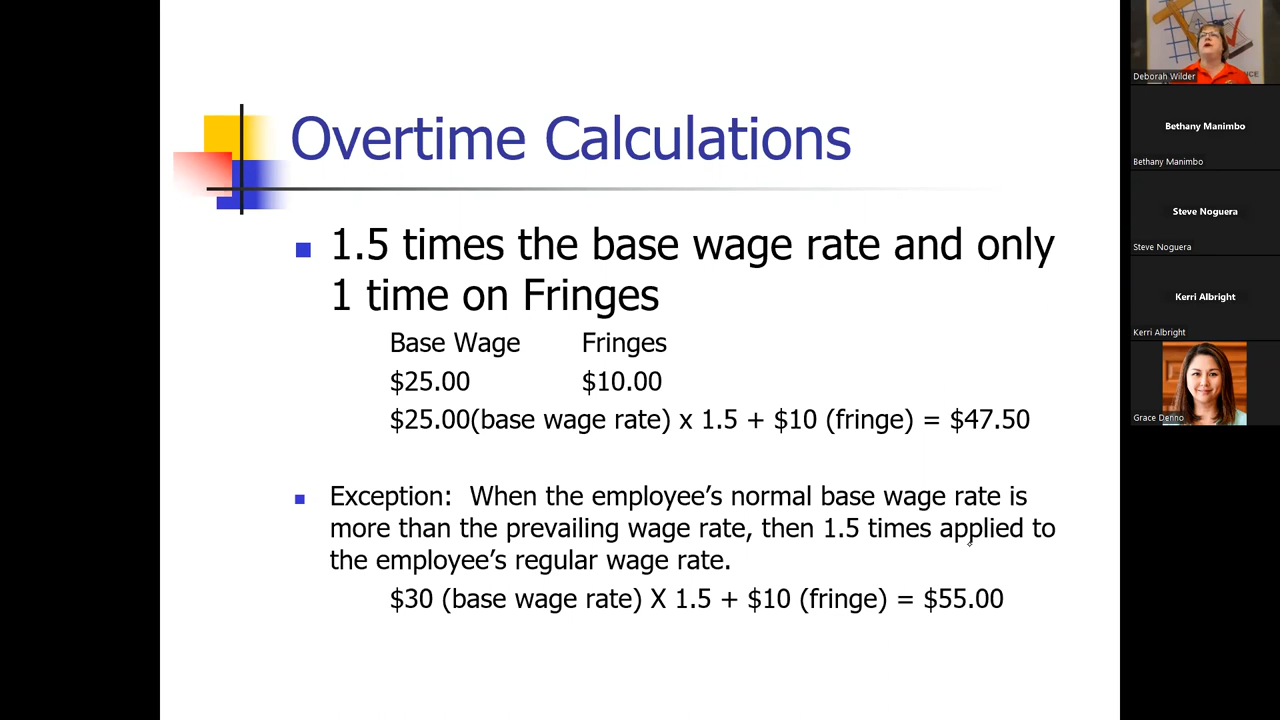 Overtime Calculations
1.5 times the base wage rate and only
1 time on Fringes
Base Wage Fringes
$25.00 $10.00
$25.00(base wage rate) x 1.5 + $10 (fringe) = $47.50
Exception: When the employee’s normal base wage rate is
more than the prevailing wage rate, then 1.5 times applied to
the employee’s regular wage rate.
$30 (base wage rate) X 1.5 + $10 (fringe) = $55.00
Deborah Wilder
Bethany Manimbo
Bethany Manimbo
Steve Noguera
Steve Noguera
Kerri Albright
Kerri Albright
Grace Denno